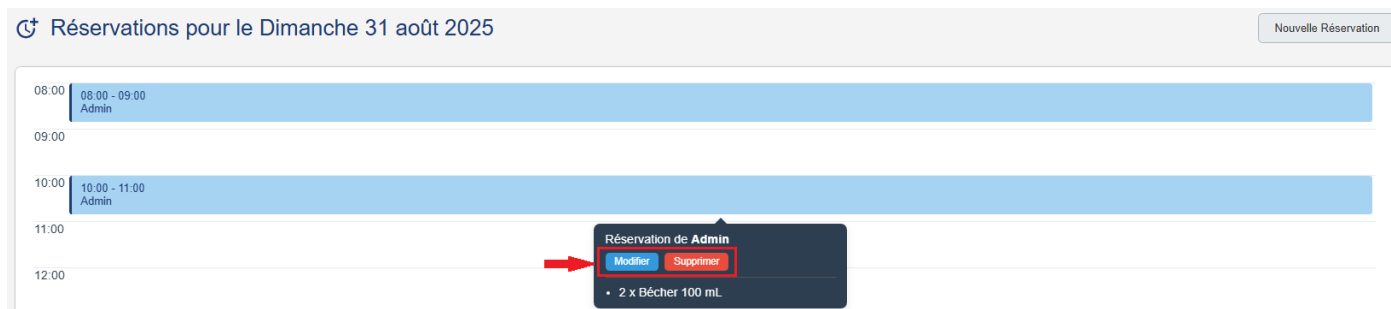 Réservations pour le Dimanche 31 août 2025
Nouvelle Réservation
08:00
08:00 - 09:00
Admin
09:00
10:00
10:00 - 11:00
Admin
11:00
Réservation de Admin
Modifier Supprimer
12:00
• 2 x Bécher 100 mL